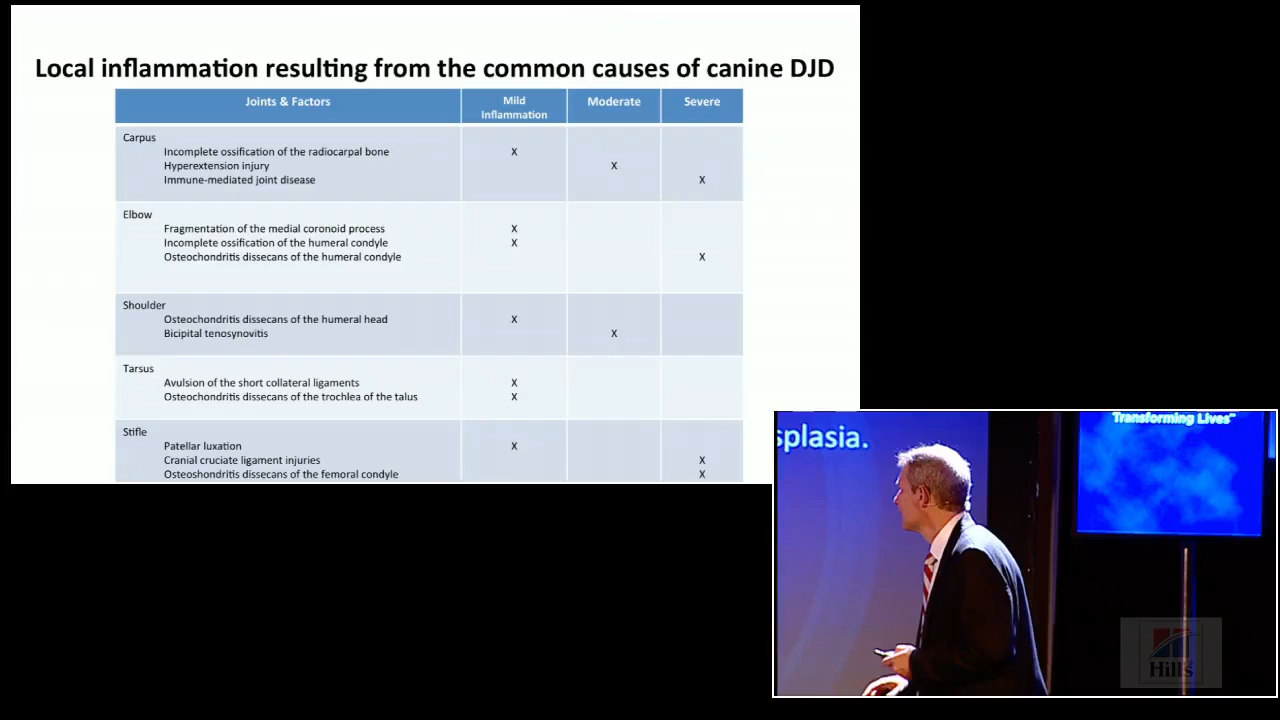 Local inflammation resulting from the common causes of canine DJD
Joints & Factors
Mild
Inflammation
Moderate
Severe
Carpus
Incomplete ossification of the radiocarpal bone X
Hyperextension injury X
Immune-mediated joint disease X
Elbow
Fragmentation of the medial coronoid process X
Incomplete ossification of the humeral condyle X
Osteochondritis dissecans of the humeral condyle X
Shoulder
Osteochondritis dissecans of the humeral head X
Bicipital tenosynovitis X
Tarsus
Avulsion of the short collateral ligaments X
Osteochondritis dissecans of the trochlea of the talus X
Stifle
Patellar luxation X
Cranial cruciate ligament injuries X
Osteoshondritis dissecans of the femoral condyle X
splasia.
Transforming Lives"
Hill's